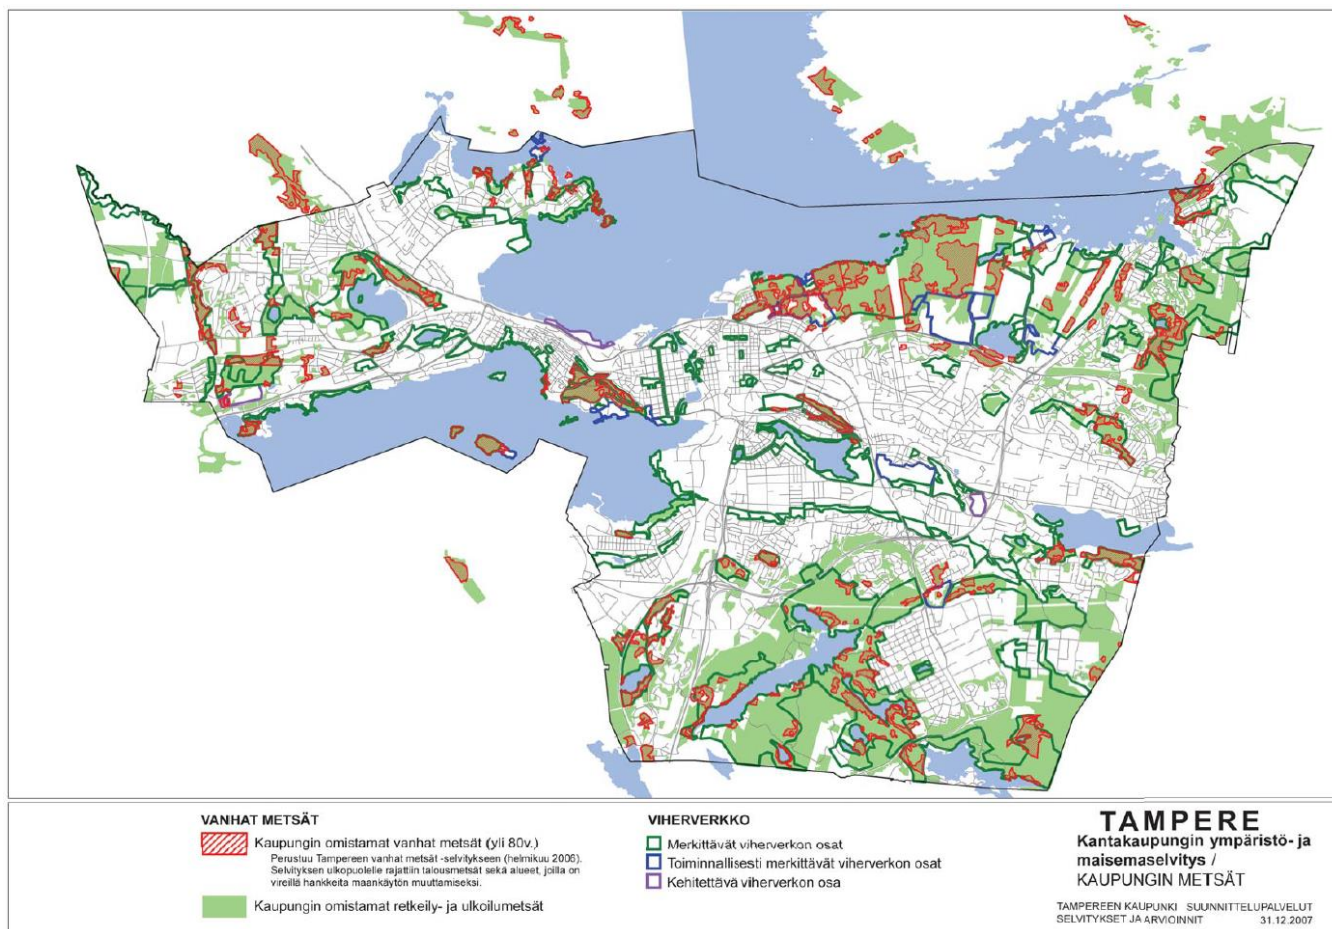 VANHAT METSÄT
Kaupungin omistamat vanhat metsät (yli 80v.)
Perustuu Tampereen vanhat metsät -selvitykseen (helmikuu 2006).
Selvityksen ulkopuolelle rajattiin talousmetsät sekä alueet, joilla on
vireillä hankkeita maankäytön muuttamiseksi.
Kaupungin omistamat retkeily- ja ulkoilumetsät
VIHERVERKKO
Merkittävät viherverkon osat
Toiminnallisesti merkittävät viherverkon osat
Kehitettävä viherverkon osa
TAMPERE
Kantakaupungin ympäristö- ja
maisemaselvitys /
KAUPUNGIN METSÄT
TAMPEREEN KAUPUNKI SUUNNITTELUPALVELUT
SELVITYKSET JA ARVIOINNIT 31.12.2007